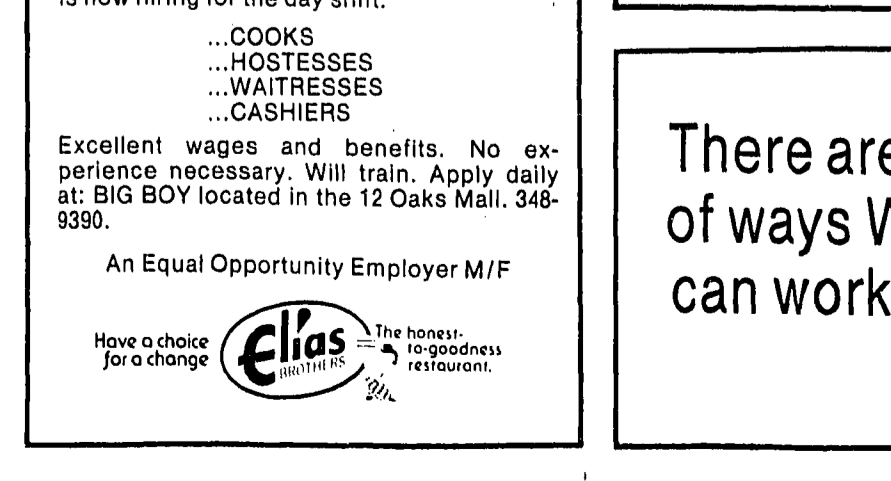 is now hiring for the day shift.
...COOKS
...HOSTESSES
...WAITRESSES
...CASHIERS
Excellent wages and benefits. No ex-
perience necessary. Will train. Apply daily
at: BIG BOY located in the 12 Oaks Mall. 348-
9390.
An Equal Opportunity Employer M/F
Have a choice
for a change
Elias
BROTHERS
The honest-
to-goodness
restaurant.
There are
of ways
can work